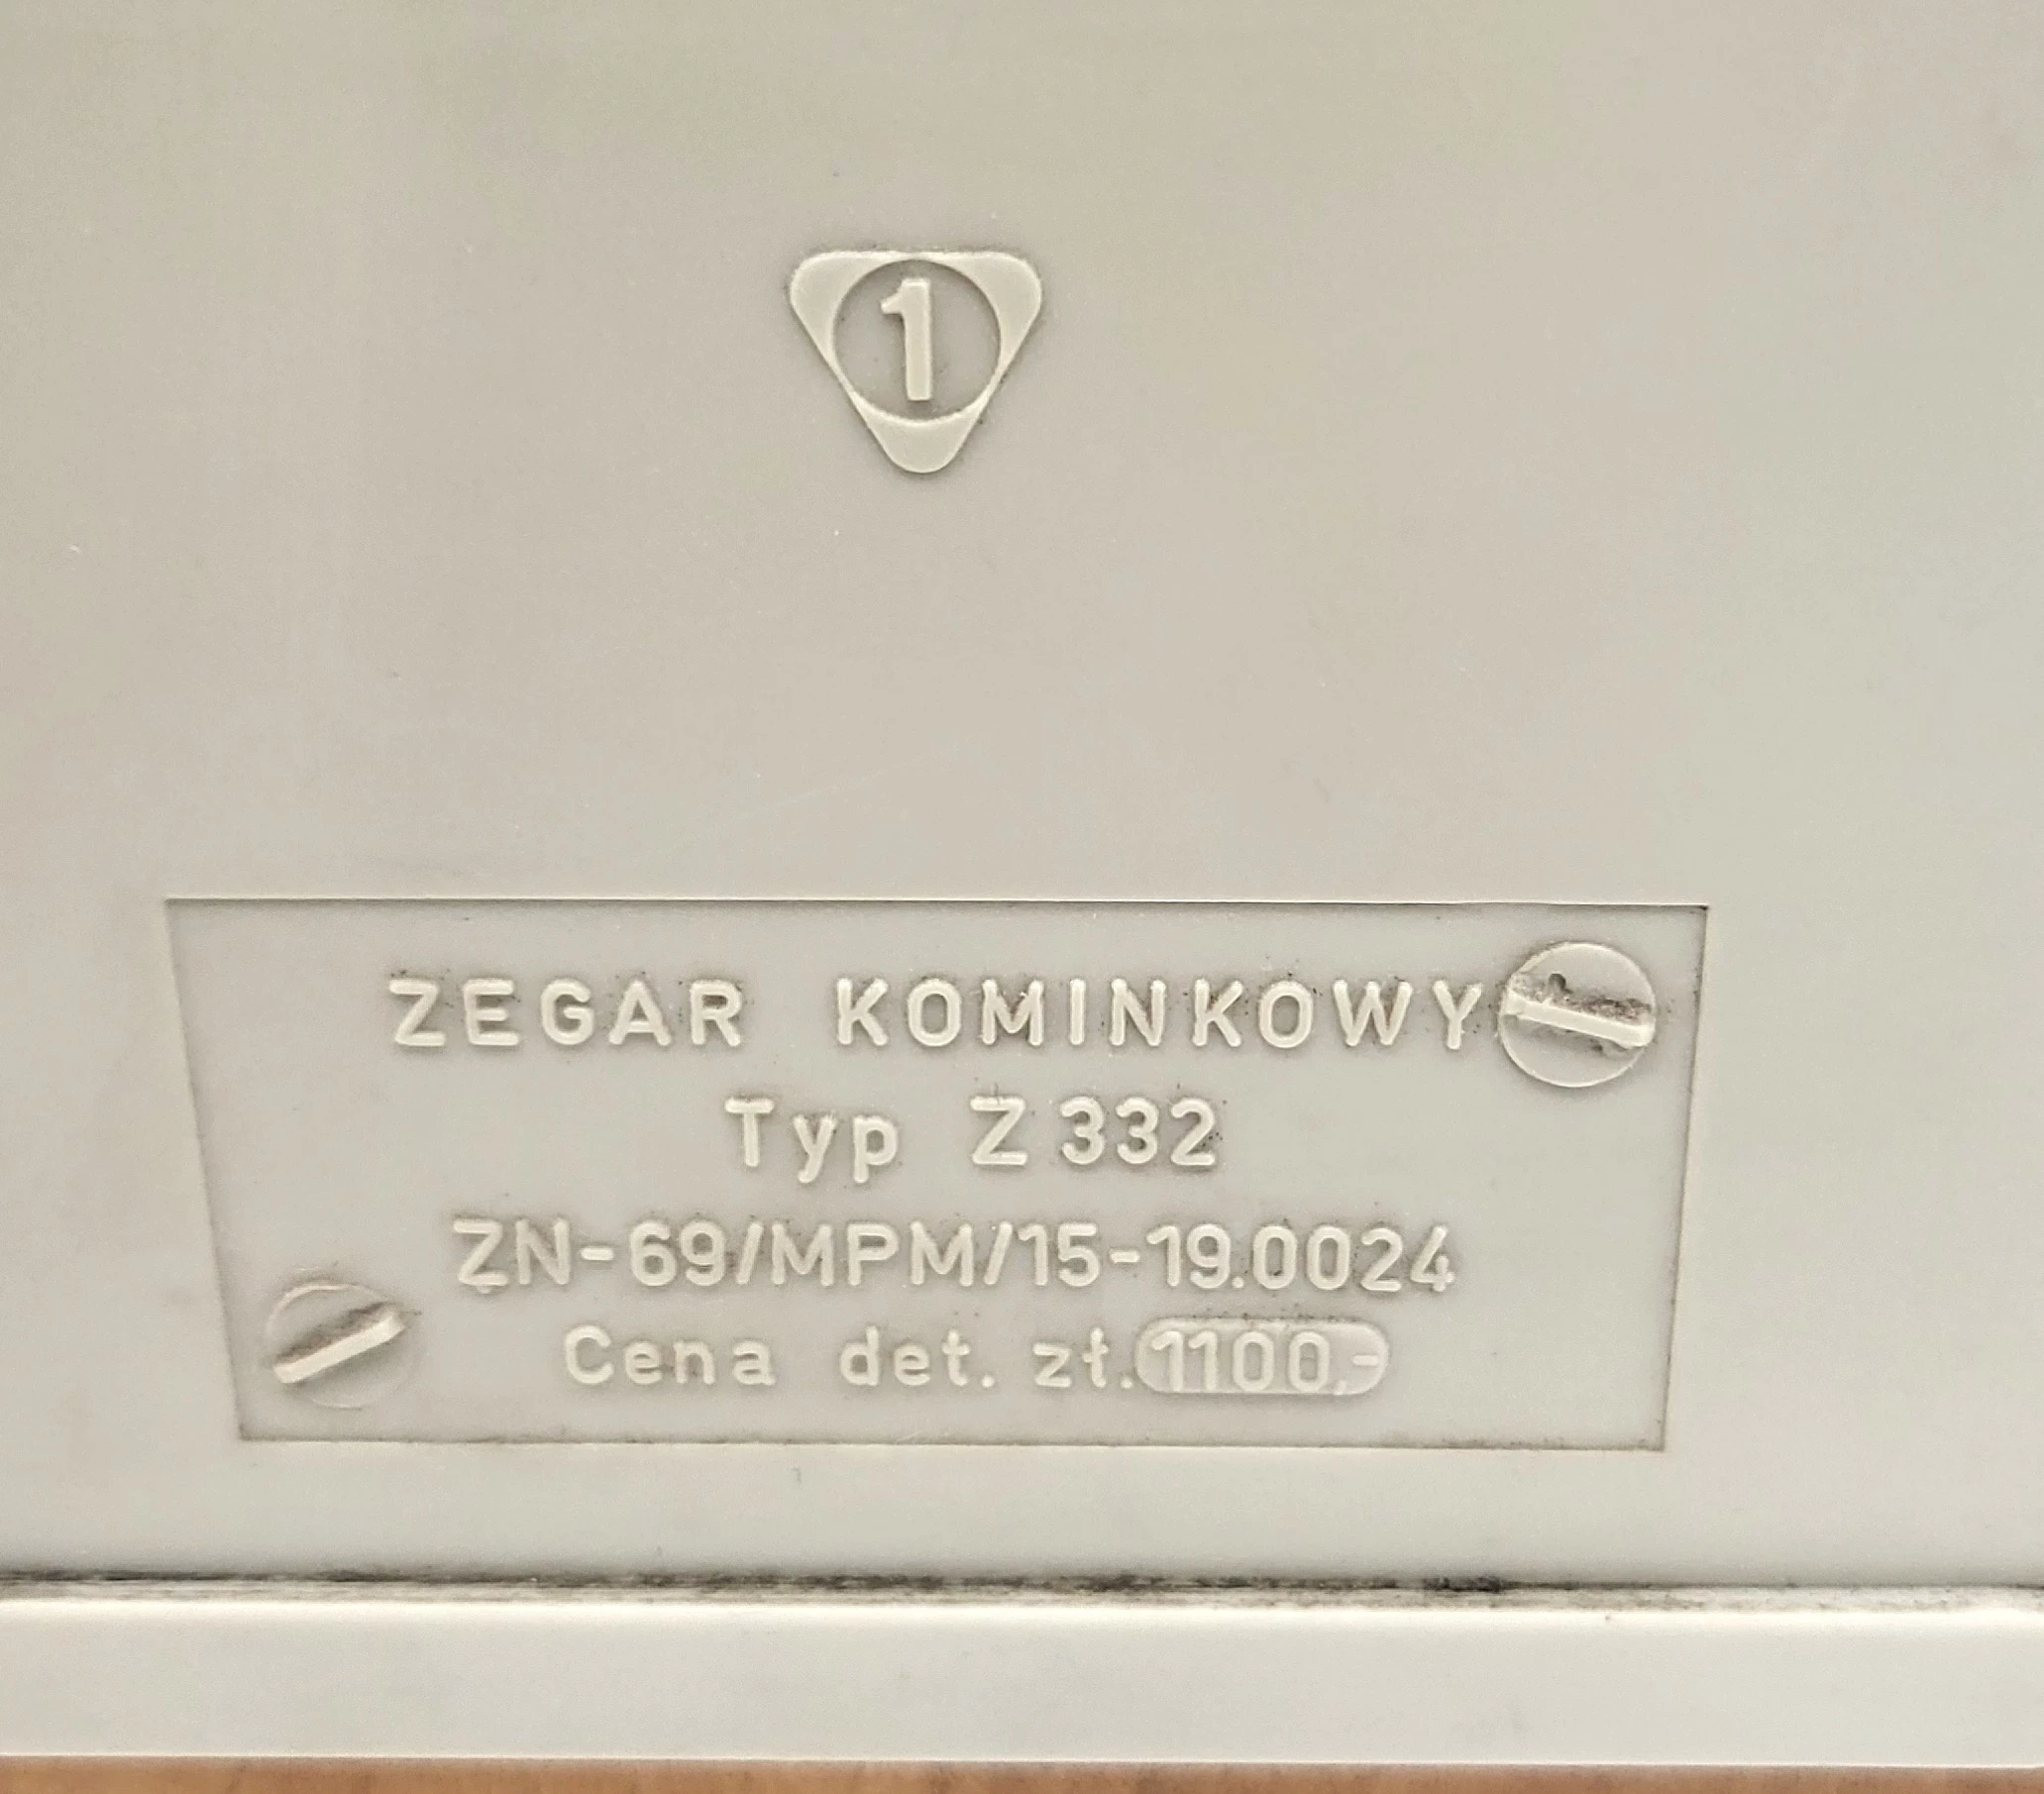 1
ZEGAR KOMINKOWY
Typ Z 332
ZN-69/MPM/15-19.0024
Cena det. zł. 1100,-